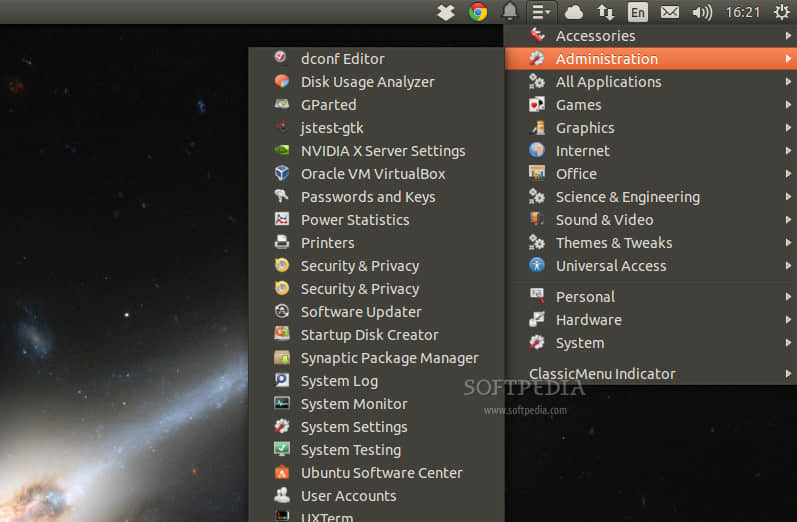 En
16:21
Accessories
Administration
All Applications
Games
Graphics
Internet
Office
Science & Engineering
Sound & Video
Themes & Tweaks
Universal Access
Personal
Hardware
System
ClassicMenu Indicator
dconf Editor
Disk Usage Analyzer
GParted
jstest-gtk
NVIDIA X Server Settings
Oracle VM VirtualBox
Passwords and Keys
Power Statistics
Printers
Security & Privacy
Security & Privacy
Software Updater
Startup Disk Creator
Synaptic Package Manager
System Log
System Monitor
System Settings
System Testing
Ubuntu Software Center
User Accounts
UXTerm
SOFTPEDIA
www.softpedia.com